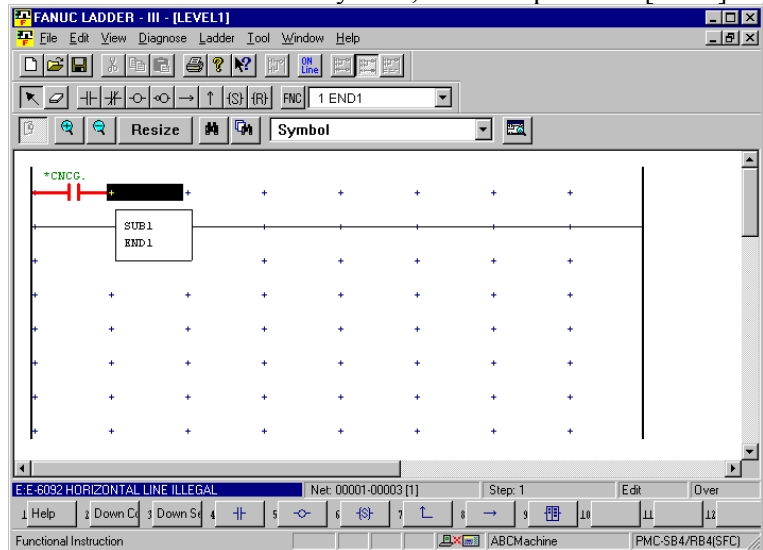 FANUC LADDER - III - [LEVEL1]
File Edit View Diagnose Ladder Tool Window Help
ON Line
(S) (R) FNC 1 END1
Resize Symbol
*CNCG.
SUB1
END1
E:E-6092 HORIZONTAL LINE ILLEGAL Net: 00001-00003 [1] Step: 1 Edit Over
1 Help 2 Down Co 3 Down Se 4 5 6 (S) 7 8 9 10 11 12
Functional Instruction ABCMachine PMC-SB4/RB4(SFC)